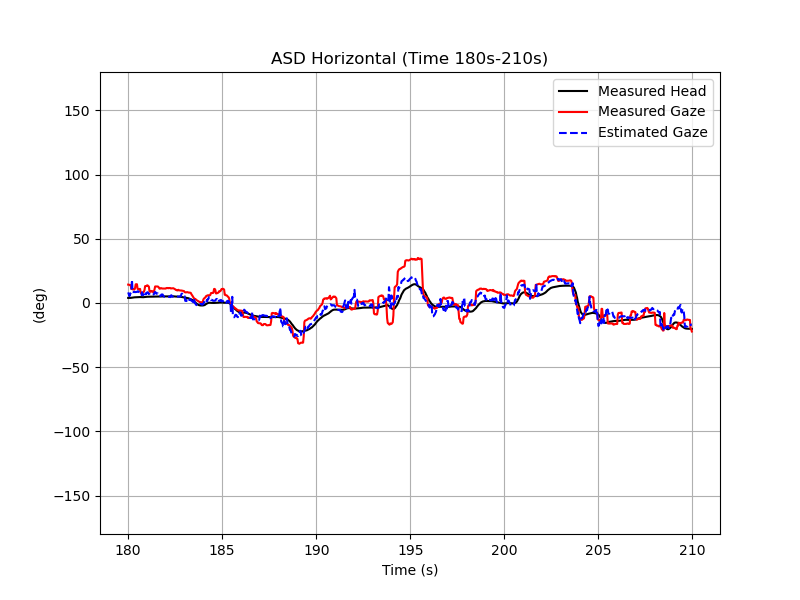 ASD Horizontal (Time 180s-210s)
Measured Head
Measured Gaze
Estimated Gaze
150
100
50
0
−50
−100
−150
(deg)
180 185 190 195 200 205 210
Time (s)